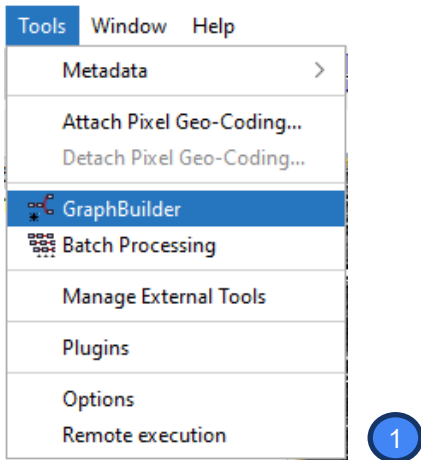 Tools Window Help
Metadata
Attach Pixel Geo-Coding...
Detach Pixel Geo-Coding...
GraphBuilder
Batch Processing
Manage External Tools
Plugins
Options
Remote execution
1